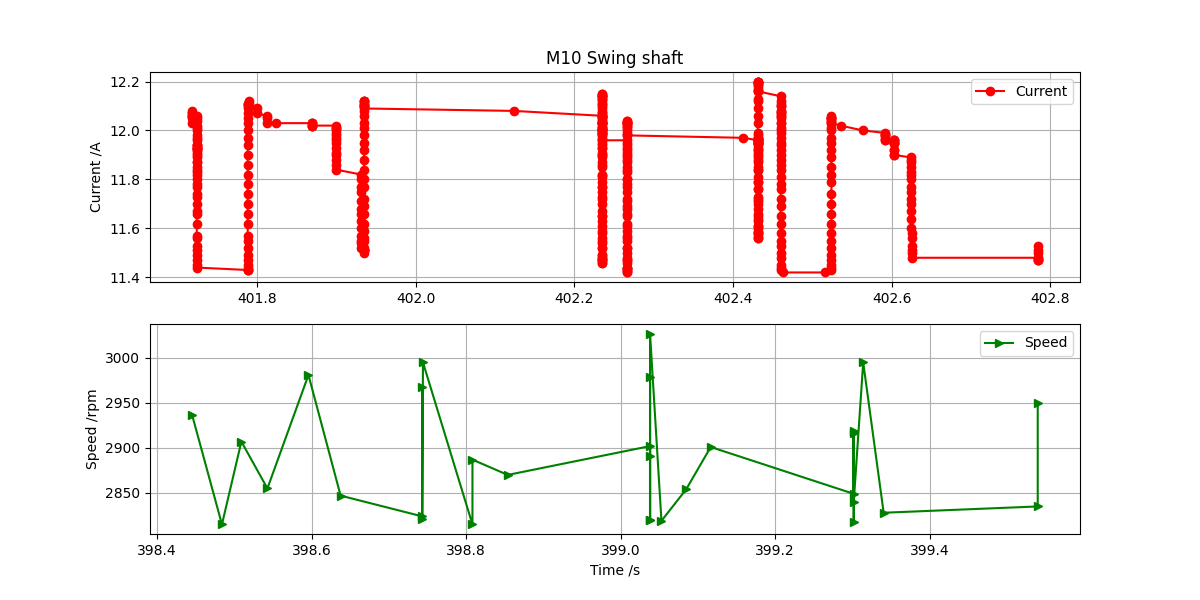 M10 Swing shaft
12.2
12.0
11.8
11.6
11.4
Current /A
Current
401.8 402.0 402.2 402.4 402.6 402.8
3000
2950
2900
2850
Speed /rpm
Speed
398.4 398.6 398.8 399.0 399.2 399.4
Time /s